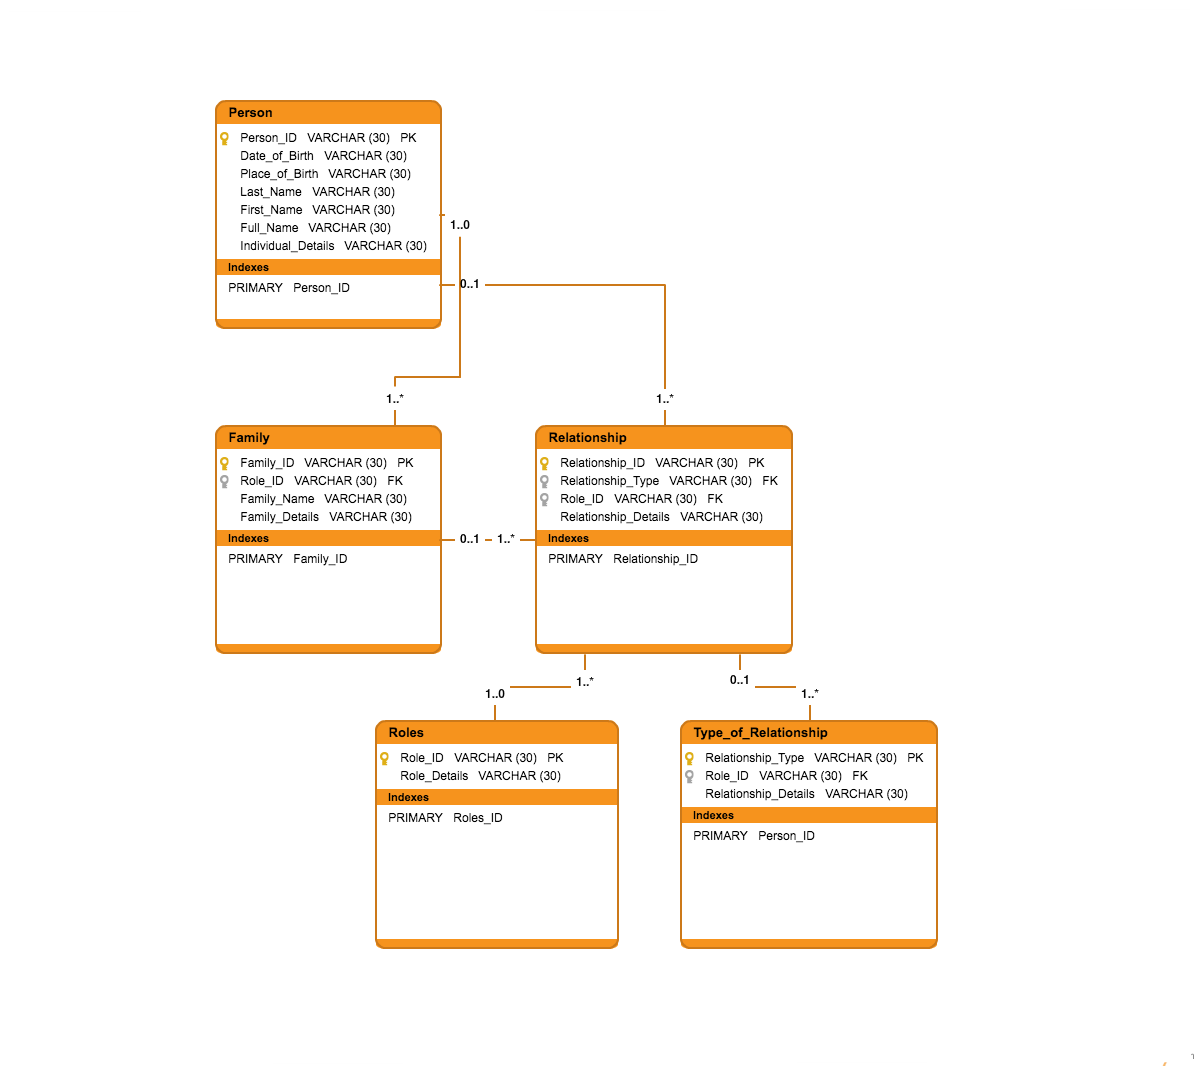 Person
Person_ID VARCHAR (30) PK
Date_of_Birth VARCHAR (30)
Place_of_Birth VARCHAR (30)
Last_Name VARCHAR (30)
First_Name VARCHAR (30)
Full_Name VARCHAR (30)
Individual_Details VARCHAR (30)
Indexes
PRIMARY Person_ID
1..0
0..1
1..*
1..*
Family
Family_ID VARCHAR (30) PK
Role_ID VARCHAR (30) FK
Family_Name VARCHAR (30)
Family_Details VARCHAR (30)
Indexes
PRIMARY Family_ID
0..1
1..*
Relationship
Relationship_ID VARCHAR (30) PK
Relationship_Type VARCHAR (30) FK
Role_ID VARCHAR (30) FK
Relationship_Details VARCHAR (30)
Indexes
PRIMARY Relationship_ID
1..*
1..0
0..1
1..*
Roles
Role_ID VARCHAR (30) PK
Role_Details VARCHAR (30)
Indexes
PRIMARY Roles_ID
Type_of_Relationship
Relationship_Type VARCHAR (30) PK
Role_ID VARCHAR (30) FK
Relationship_Details VARCHAR (30)
Indexes
PRIMARY Person_ID